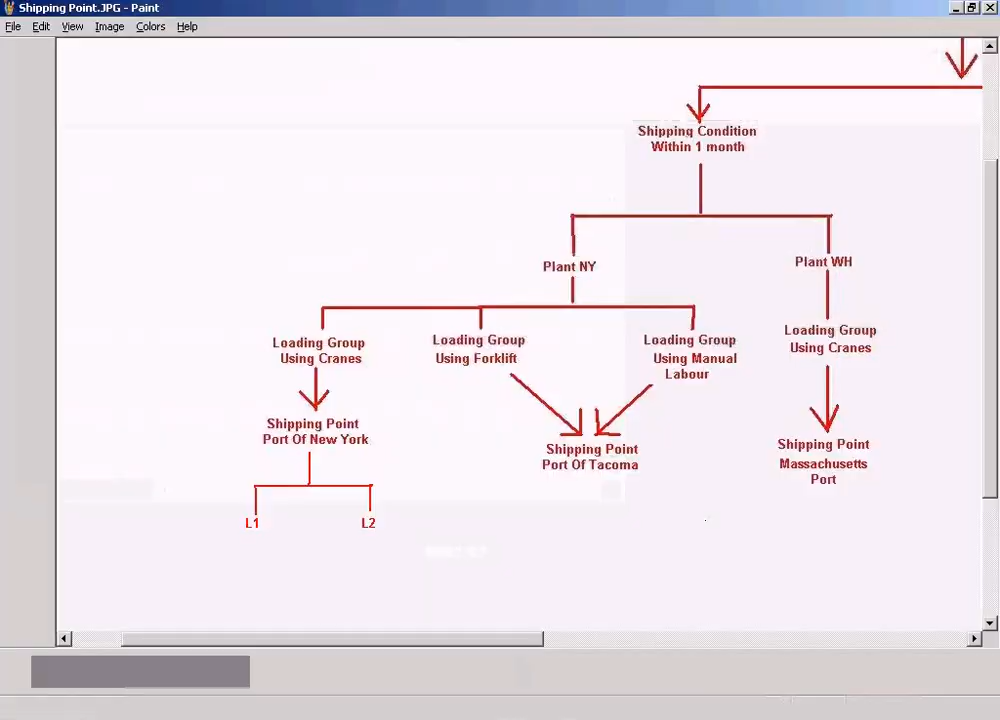 Shipping Point.JPG - Paint
File Edit View Image Colors Help
Shipping Condition
Within 1 month
Plant NY
Plant WH
Loading Group
Using Cranes
Loading Group
Using Forklift
Loading Group
Using Manual
Labour
Loading Group
Using Cranes
Shipping Point
Port Of New York
Shipping Point
Port Of Tacoma
Shipping Point
Massachusetts
Port
L1
L2